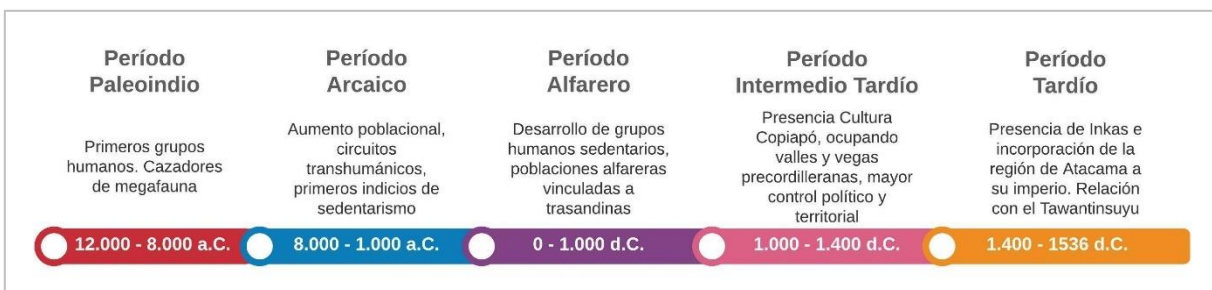 Período
Paleoindio
Primeros grupos
humanos. Cazadores
de megafauna
12.000 - 8.000 a.C.
Período
Arcaico
Aumento poblacional,
circuitos
transhumánicos,
primeros indicios de
sedentarismo
8.000 - 1.000 a.C.
Período
Alfarero
Desarrollo de grupos
humanos sedentarios,
poblaciones alfareras
vinculadas a
trasandinas
0 - 1.000 d.C.
Período
Intermedio Tardío
Presencia Cultura
Copiapó, ocupando
valles y vegas
precordilleranas, mayor
control político y
territorial
1.000 - 1.400 d.C.
Período
Tardío
Presencia de Inkas e
incorporación de la
región de Atacama a
su imperio. Relación
con el Tawantinsuyu
1.400 - 1536 d.C.